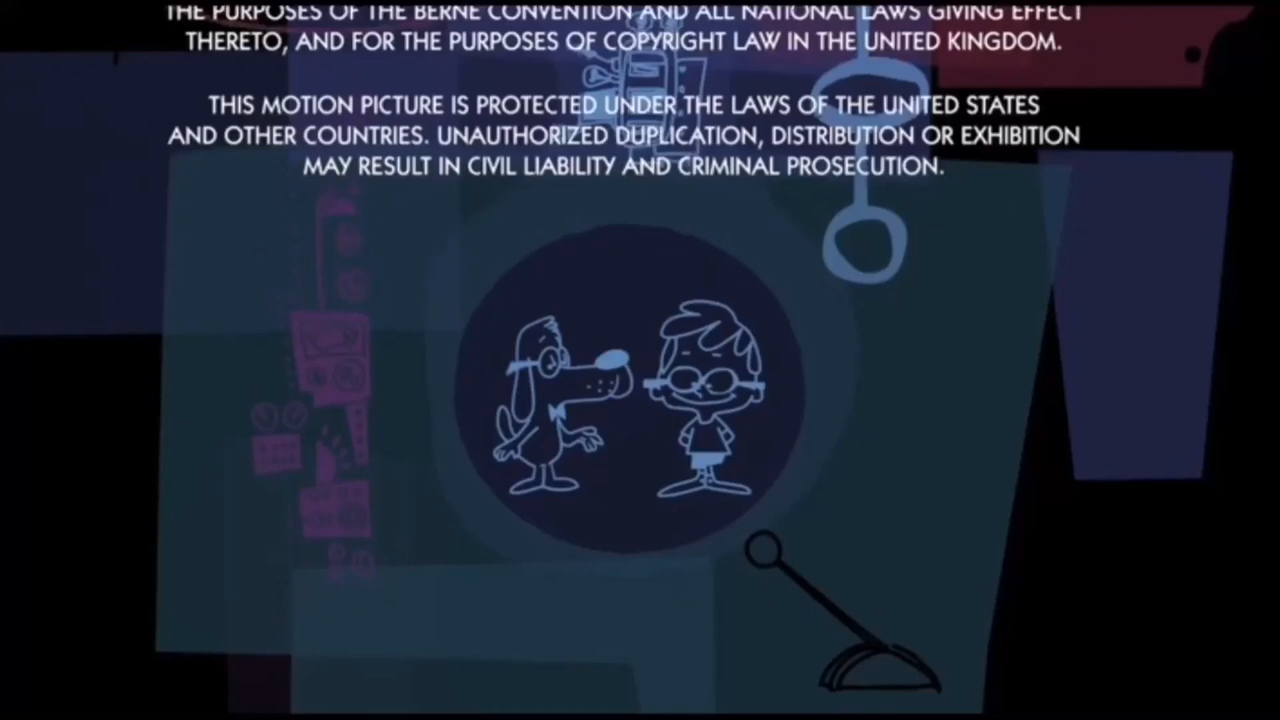 THE PURPOSES OF THE BERNE CONVENTION AND ALL NATIONAL LAWS GIVING EFFECT
THERETO, AND FOR THE PURPOSES OF COPYRIGHT LAW IN THE UNITED KINGDOM.
THIS MOTION PICTURE IS PROTECTED UNDER THE LAWS OF THE UNITED STATES
AND OTHER COUNTRIES. UNAUTHORIZED DUPLICATION, DISTRIBUTION OR EXHIBITION
MAY RESULT IN CIVIL LIABILITY AND CRIMINAL PROSECUTION.